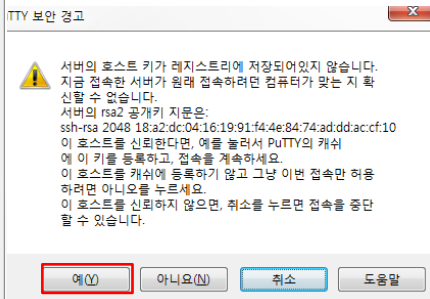 TTY 보안 경고
서버의 호스트 키가 레지스트리에 저장되어있지 않습니다.
지금 접속한 서버가 원래 접속하려던 컴퓨터가 맞는 지 확
신할 수 없습니다.
서버의 rsa2 공개키 지문은:
ssh-rsa 2048 18:a2:dc:04:16:19:91:f4:4e:84:74:ad:dd:ac:cf:10
이 호스트를 신뢰한다면, 예를 눌러서 PuTTY의 캐쉬
에 이 키를 등록하고, 접속을 계속하세요.
이 호스트를 캐쉬에 등록하기 않고 그냥 이번 접속만 허용
하려면 아니오를 누르세요.
이 호스트를 신뢰하지 않으면, 취소를 누르면 접속을 중단
할 수 있습니다.
예(Y) 아니요(N) 취소 도움말